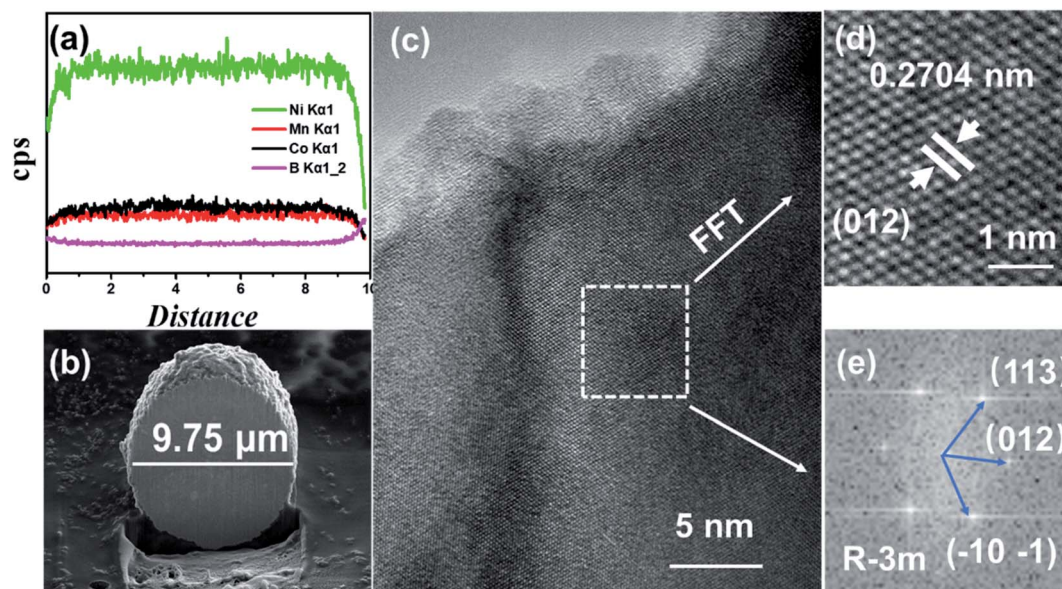 (a)
cps
Ni Kα1
Mn Kα1
Co Kα1
B Kα1_2
0
2
4
6
8
10
Distance
(b)
9.75 μm
(c)
FFT
5 nm
(d)
0.2704 nm
(012)
1 nm
(e)
(113
(012)
(-10 -1)
R-3m